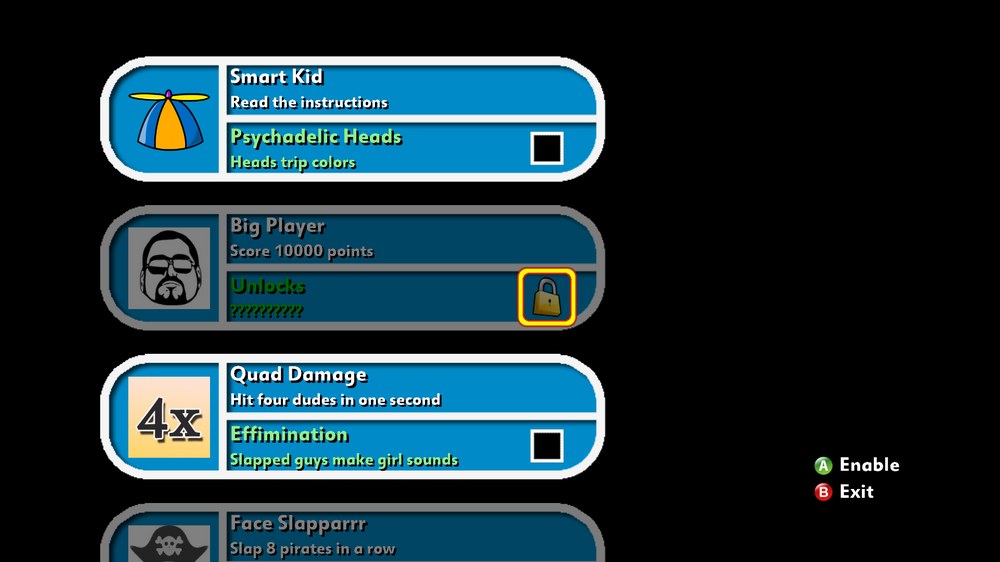 Smart Kid
Read the instructions
Psychadelic Heads
Heads trip colors
Big Player
Score 10000 points
Unlocks
??????????
4x
Quad Damage
Hit four dudes in one second
Effimination
Slapped guys make girl sounds
Face Slapparrr
Slap 8 pirates in a row
A Enable
B Exit